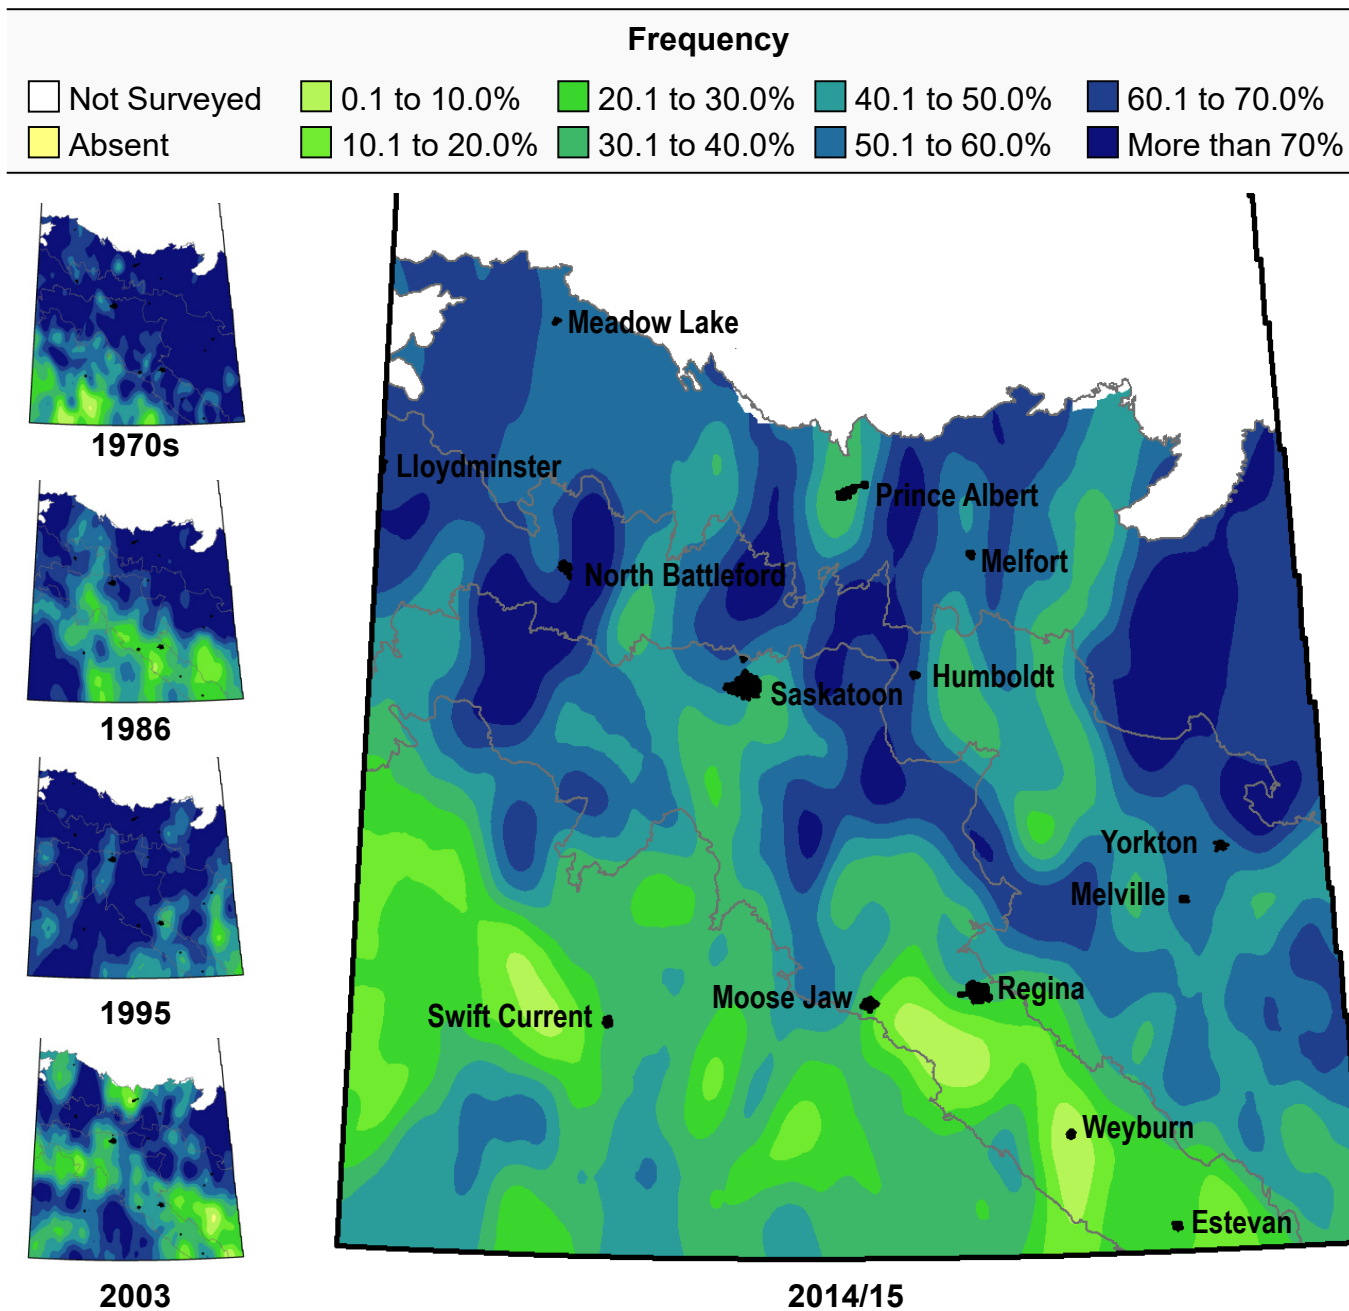 Frequency
Not Surveyed 0.1 to 10.0% 20.1 to 30.0% 40.1 to 50.0% 60.1 to 70.0%
Absent 10.1 to 20.0% 30.1 to 40.0% 50.1 to 60.0% More than 70%
Meadow Lake
1970s
Lloydminster
Prince Albert
Melfort
North Battleford
Humboldt
Saskatoon
1986
Yorkton
Melville
Regina
Moose Jaw
1995
Swift Current
Weyburn
Estevan
2003
2014/15